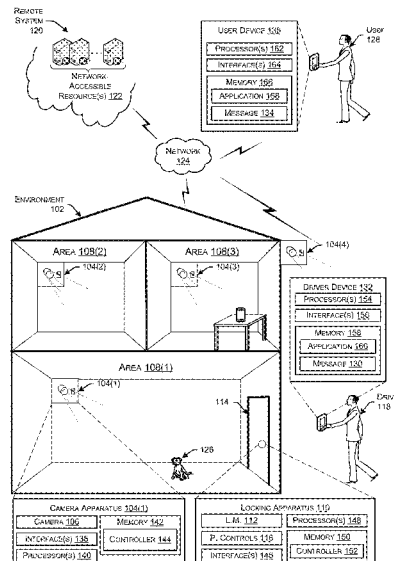 REMOTE
SYSTEM
120
NETWORK-
ACCESSIBLE
RESOURCE(S) 122
USER DEVICE 136
PROCESSOR(S) 162
INTERFACE(S) 164
MEMORY 166
APPLICATION 168
MESSAGE 134
USER
128
NETWORK
124
ENVIRONMENT
102
AREA 108(2)
104(2)
AREA 108(3)
104(3)
104(4)
DRIVER DEVICE 132
PROCESSOR(S) 154
INTERFACE(S) 156
MEMORY 158
APPLICATION 160
MESSAGE 130
AREA 108(1)
104(1)
114
126
DRIV
118
CAMERA APPARATUS 104(1)
CAMERA 106
INTERFACE(S) 138
PROCESSOR(S) 140
MEMORY 142
CONTROLLER 144
LOCKING APPARATUS 110
L.M. 112
P. CONTROLS 116
INTERFACE(S) 146
PROCESSOR(S) 148
MEMORY 150
CONTROLLER 152